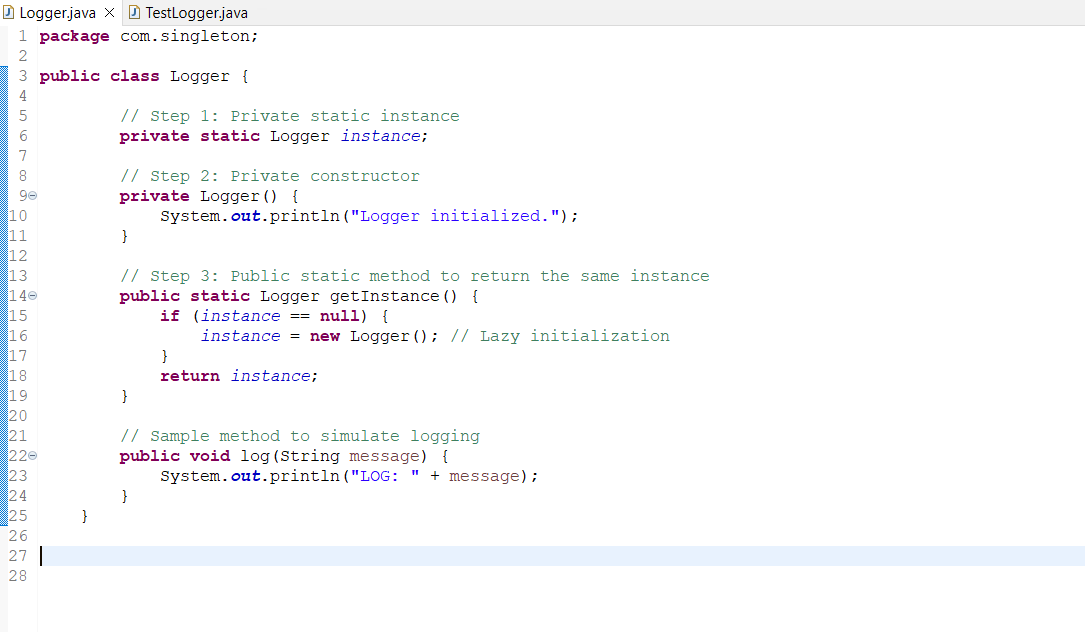 Logger.java TestLogger.java
1 package com.singleton;
2
3 public class Logger {
4
5 // Step 1: Private static instance
6 private static Logger instance;
7
8 // Step 2: Private constructor
9 private Logger() {
10 System.out.println("Logger initialized.");
11 }
12
13 // Step 3: Public static method to return the same instance
14 public static Logger getInstance() {
15 if (instance == null) {
16 instance = new Logger(); // Lazy initialization
17 }
18 return instance;
19 }
20
21 // Sample method to simulate logging
22 public void log(String message) {
23 System.out.println("LOG: " + message);
24 }
25 }
26
27
28